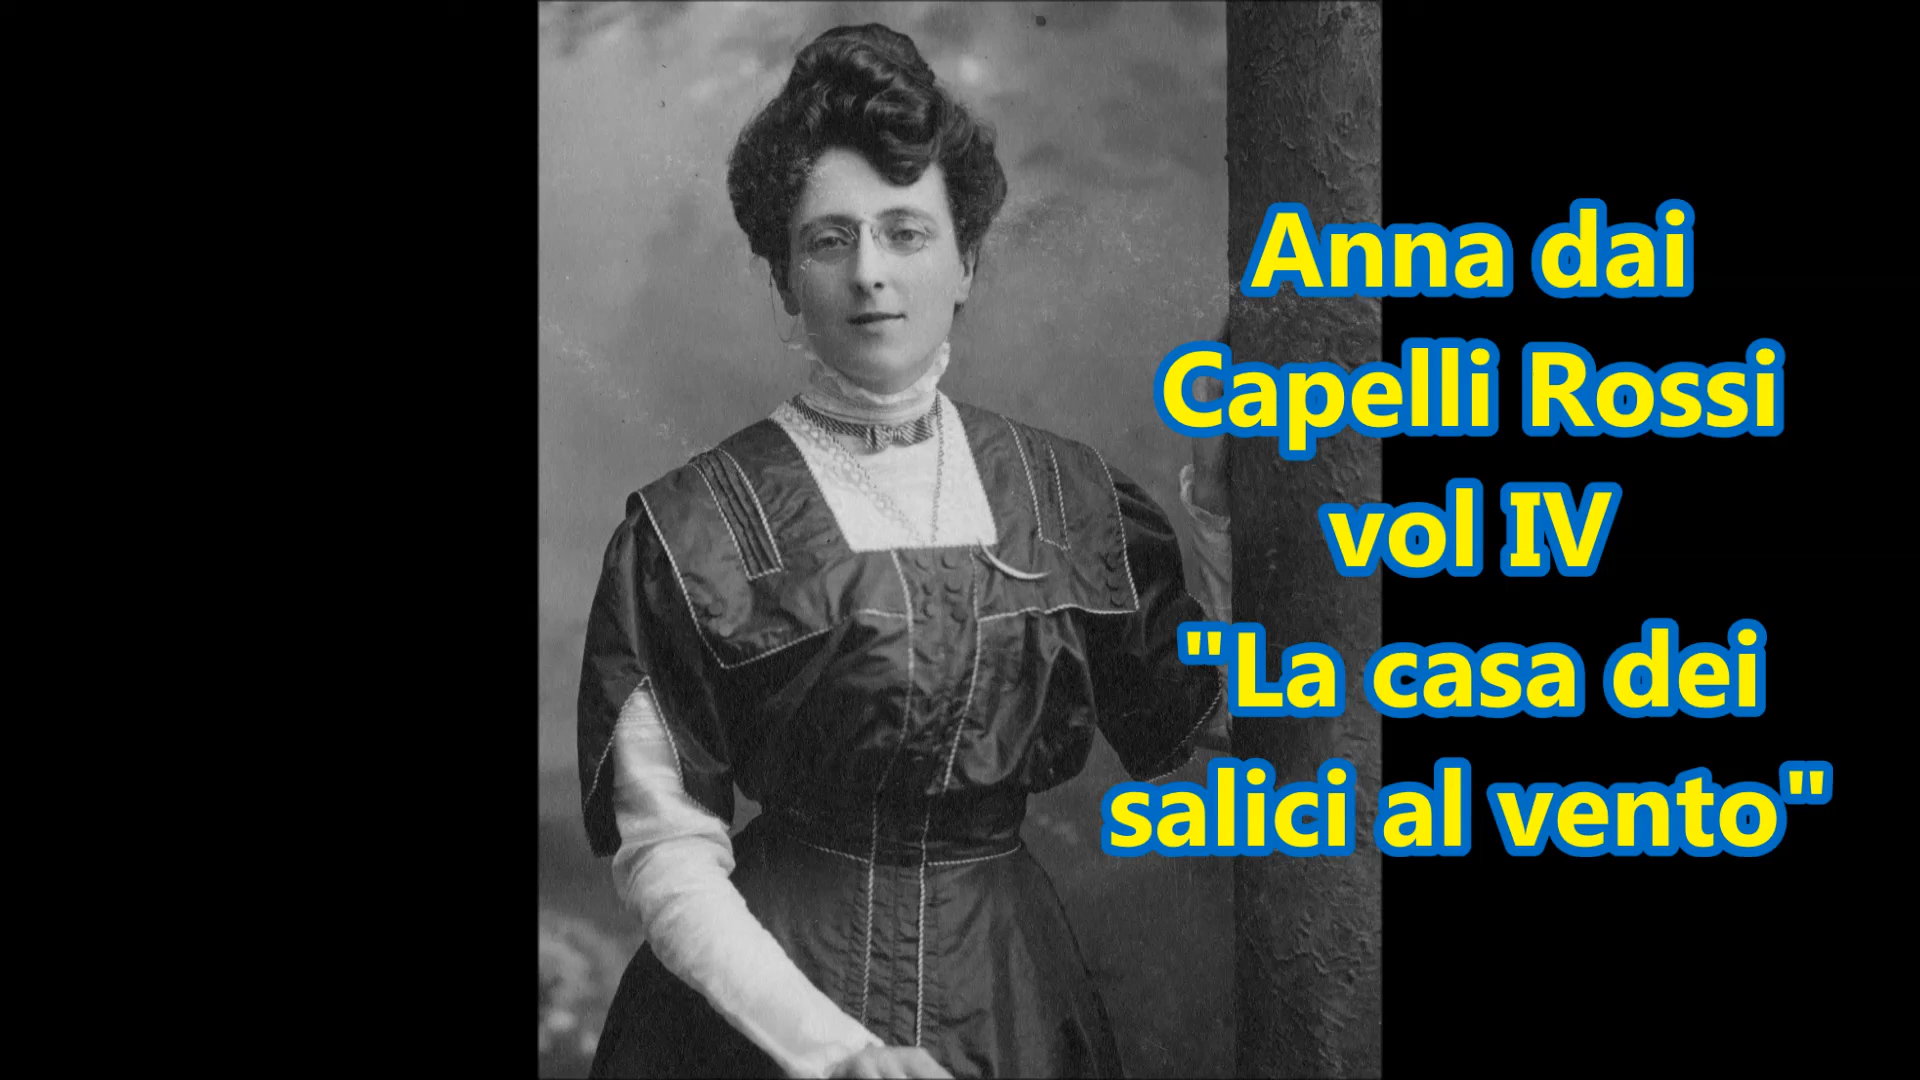 Anna dai
Capelli Rossi
vol IV
"La casa dei
salici al vento"